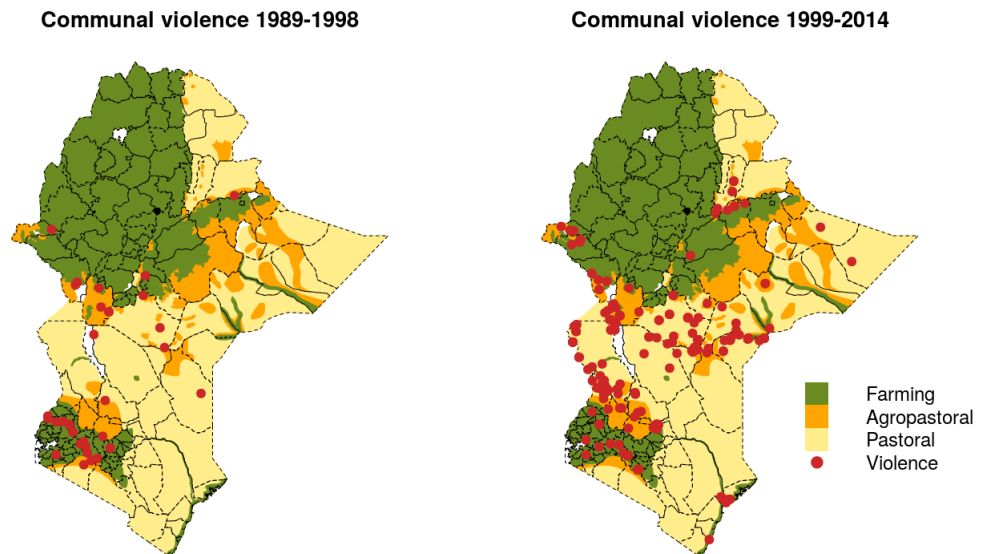 Communal violence 1989-1998
Communal violence 1999-2014
Farming
Agropastoral
Pastoral
Violence